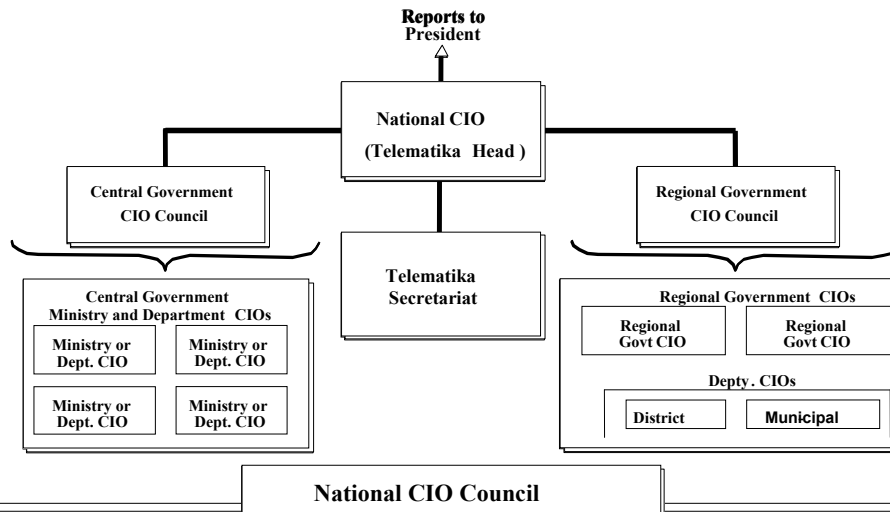 Reports to
President
National CIO
(Telematika Head )
Central Government
CIO Council
Regional Government
CIO Council
Telematika
Secretariat
Central Government
Ministry and Department CIOs
Ministry or
Dept. CIO
Ministry or
Dept. CIO
Ministry or
Dept. CIO
Ministry or
Dept. CIO
Regional Government CIOs
Regional
Govt CIO
Regional
Govt CIO
Depty. CIOs
District
Municipal
National CIO Council